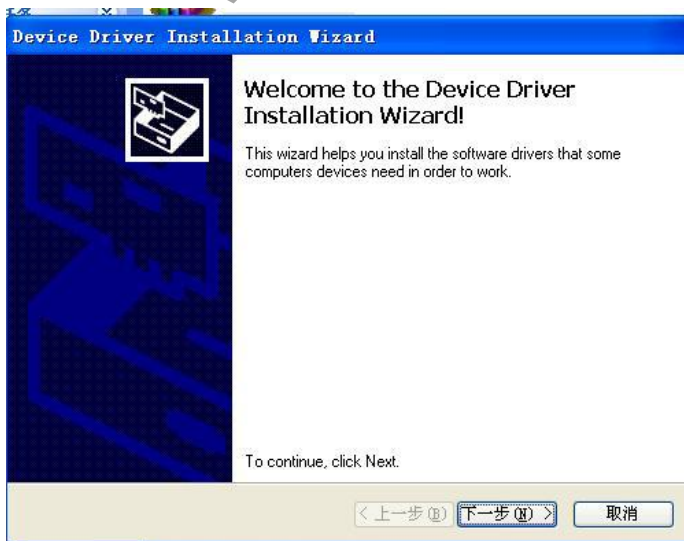 Device Driver Installation Wizard
Welcome to the Device Driver
Installation Wizard!
This wizard helps you install the software drivers that some
computers devices need in order to work.
To continue, click Next.
< 上一步(B) 下一步(N) > 取消